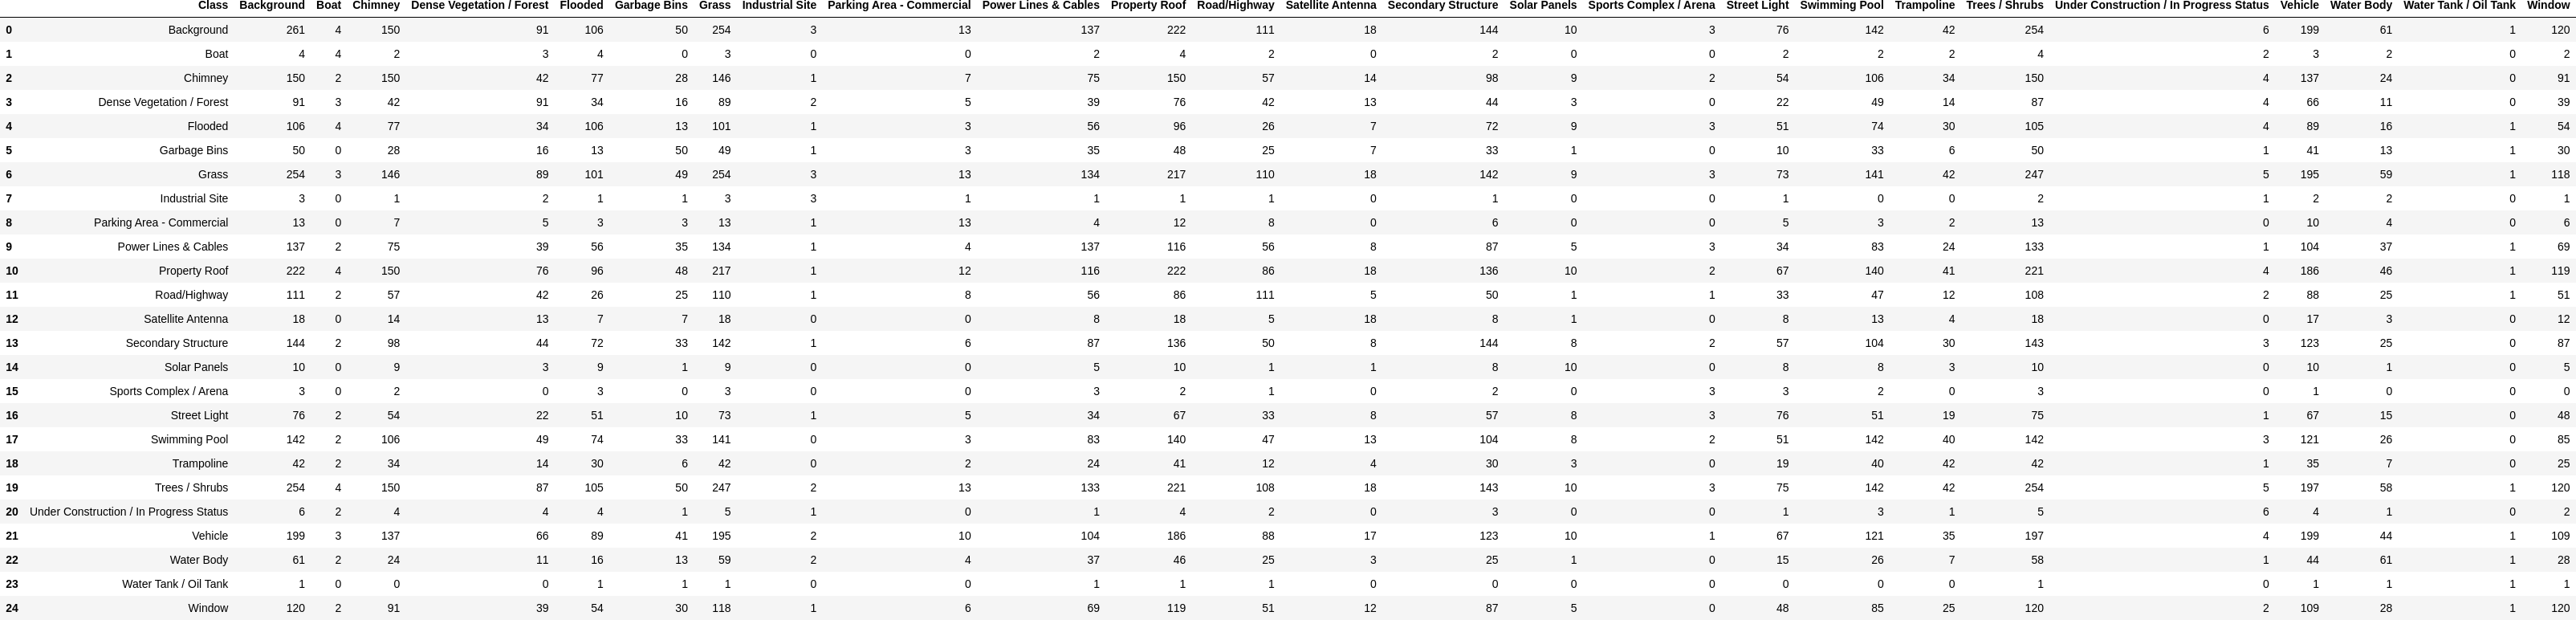 Class Background Boat Chimney Dense Vegetation / Forest Flooded Garbage Bins Grass Industrial Site Parking Area - Commercial Power Lines & Cables Property Roof Road/Highway Satellite Antenna Secondary Structure Solar Panels Sports Complex / Arena Street Light Swimming Pool Trampoline Trees / Shrubs Under Construction / In Progress Status Vehicle Water Body Water Tank / Oil Tank Window
0 Background 261 4 150 91 106 50 254 3 13 137 222 111 18 144 10 3 76 142 42 254 6 199 61 1 120
1 Boat 4 4 2 3 4 0 3 0 0 2 4 2 0 2 0 0 2 2 2 4 2 3 2 0 2
2 Chimney 150 2 150 42 77 28 146 1 7 75 150 57 14 98 9 2 54 106 34 150 4 137 24 0 91
3 Dense Vegetation / Forest 91 3 42 91 34 16 89 2 5 39 76 42 13 44 3 0 22 49 14 87 4 66 11 0 39
4 Flooded 106 4 77 34 106 13 101 1 3 56 96 26 7 72 9 3 51 74 30 105 4 89 16 1 54
5 Garbage Bins 50 0 28 16 13 50 49 1 3 35 48 25 7 33 1 0 10 33 6 50 1 41 13 1 30
6 Grass 254 3 146 89 101 49 254 3 13 134 217 110 18 142 9 3 73 141 42 247 5 195 59 1 118
7 Industrial Site 3 0 1 2 1 1 3 3 1 1 1 1 0 1 0 0 1 0 0 2 1 2 2 0 1
8 Parking Area - Commercial 13 0 7 5 3 3 13 1 13 4 12 8 0 6 0 0 5 3 2 13 0 10 4 0 6
9 Power Lines & Cables 137 2 75 39 56 35 134 1 4 137 116 56 8 87 5 3 34 83 24 133 1 104 37 1 69
10 Property Roof 222 4 150 76 96 48 217 1 12 116 222 86 18 136 10 2 67 140 41 221 4 186 46 1 119
11 Road/Highway 111 2 57 42 26 25 110 1 8 56 86 111 5 50 1 1 33 47 12 108 2 88 25 1 51
12 Satellite Antenna 18 0 14 13 7 7 18 0 0 8 18 5 18 8 1 0 8 13 4 18 0 17 3 0 12
13 Secondary Structure 144 2 98 44 72 33 142 1 6 87 136 50 8 144 8 2 57 104 30 143 3 123 25 0 87
14 Solar Panels 10 0 9 3 9 1 9 0 0 5 10 1 1 8 10 0 8 8 3 10 0 10 1 0 5
15 Sports Complex / Arena 3 0 2 0 3 0 3 0 0 3 2 1 0 2 0 3 3 2 0 3 0 1 0 0 0
16 Street Light 76 2 54 22 51 10 73 1 5 34 67 33 8 57 8 3 76 51 19 75 1 67 15 0 48
17 Swimming Pool 142 2 106 49 74 33 141 0 3 83 140 47 13 104 8 2 51 142 40 142 3 121 26 0 85
18 Trampoline 42 2 34 14 30 6 42 0 2 24 41 12 4 30 3 0 19 40 42 42 1 35 7 0 25
19 Trees / Shrubs 254 4 150 87 105 50 247 2 13 133 221 108 18 143 10 3 75 142 42 254 5 197 58 1 120
20 Under Construction / In Progress Status 6 2 4 4 4 1 5 1 0 1 4 2 0 3 0 0 1 3 1 5 6 4 1 0 2
21 Vehicle 199 3 137 66 89 41 195 2 10 104 186 88 17 123 10 1 67 121 35 197 4 199 44 1 109
22 Water Body 61 2 24 11 16 13 59 2 4 37 46 25 3 25 1 0 15 26 7 58 1 44 61 1 28
23 Water Tank / Oil Tank 1 0 0 0 1 1 1 0 0 1 1 1 0 0 0 0 0 0 0 1 0 1 1 1 1
24 Window 120 2 91 39 54 30 118 1 6 69 119 51 12 87 5 0 48 85 25 120 2 109 28 1 120